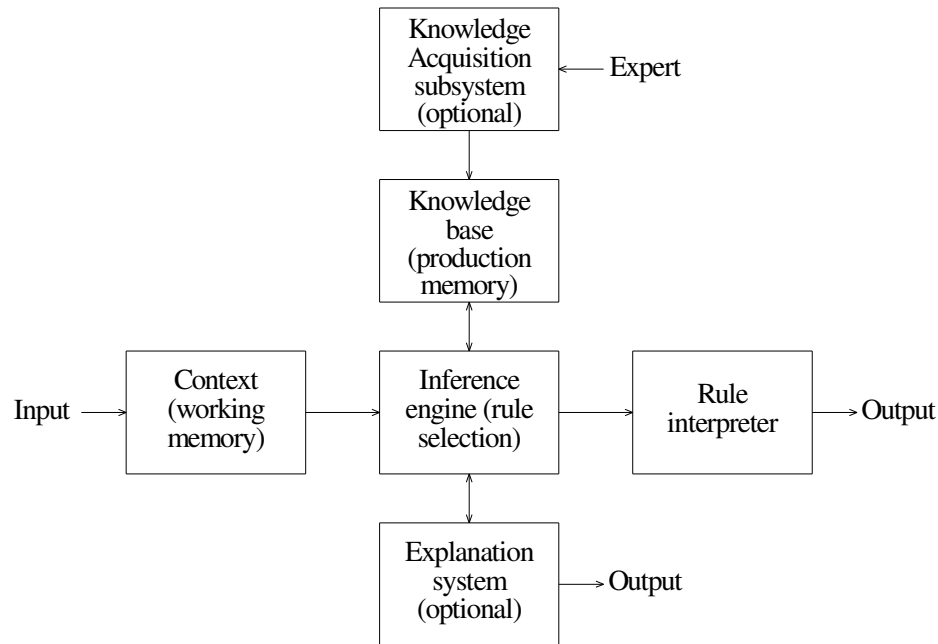 Knowledge
Acquisition
subsystem
(optional)
Expert
Knowledge
base
(production
memory)
Input
Context
(working
memory)
Inference
engine (rule
selection)
Rule
interpreter
Output
Explanation
system
(optional)
Output